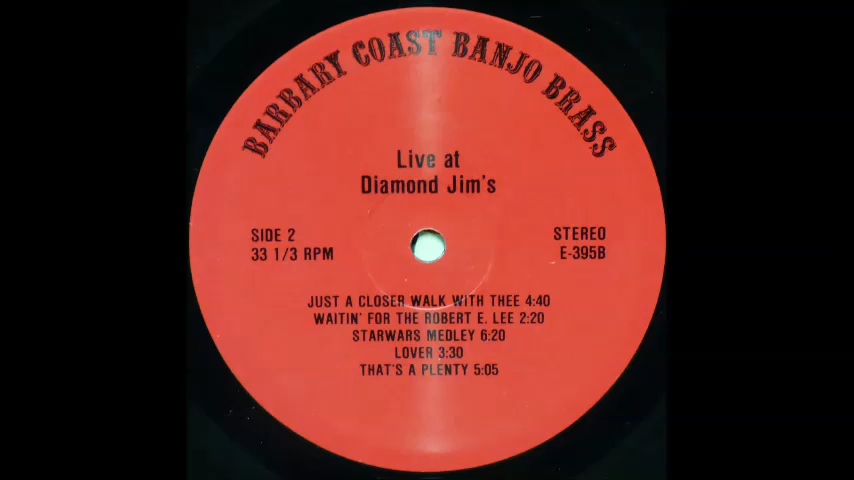 BARBARY COAST BANJO BRASS
Live at
Diamond Jim's
SIDE 2
33 1/3 RPM
STEREO
E-395B
JUST A CLOSER WALK WITH THEE 4:40
WAITIN' FOR THE ROBERT E. LEE 2:20
STARWARS MEDLEY 6:20
LOVER 3:30
THAT'S A PLENTY 5:05